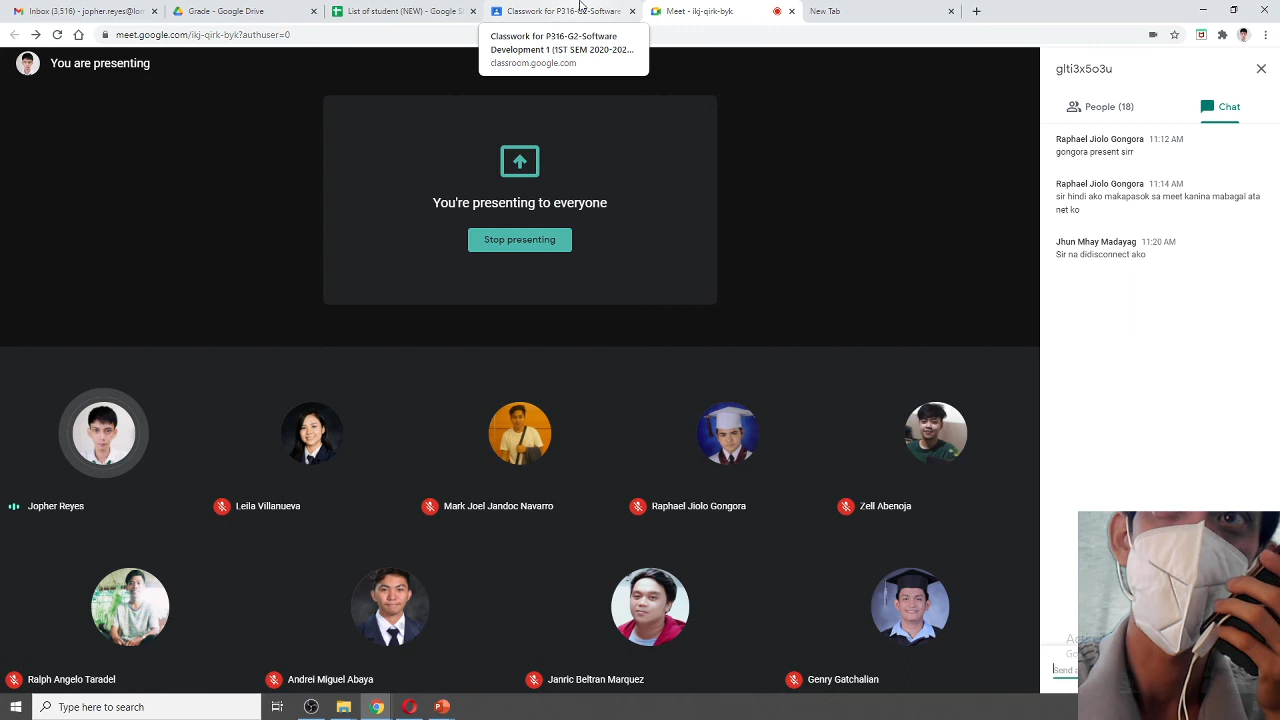 Inbox (3,516) - jopher.reyes@lor
Grade - Google Drive
List of student (NEW) - Google S
Classwork for P316-G2-Software
Meet - ikj-qirk-byk
New Tab
meet.google.com/ikj-qirk-byk?authuser=0
Classwork for P316-G2-Software
Development 1 (1ST SEM 2020-202...
classroom.google.com
You are presenting
You're presenting to everyone
Stop presenting
glti3x5o3u
People (18)
Chat
Raphael Jiolo Gongora 11:12 AM
gongora present sirr
Raphael Jiolo Gongora 11:14 AM
sir hindi ako makapasok sa meet kanina mabagal ata
net ko
Jhun Mhay Madayag 11:20 AM
Sir na didisconnect ako
Jopher Reyes
Leila Villanueva
Mark Joel Jandoc Navarro
Raphael Jiolo Gongora
Zell Abenoja
Ralph Angelo Taradel
Andrei Miguel Abaya
Janric Beltran Marquez
Genry Gatchalian
Send a
Type here to search